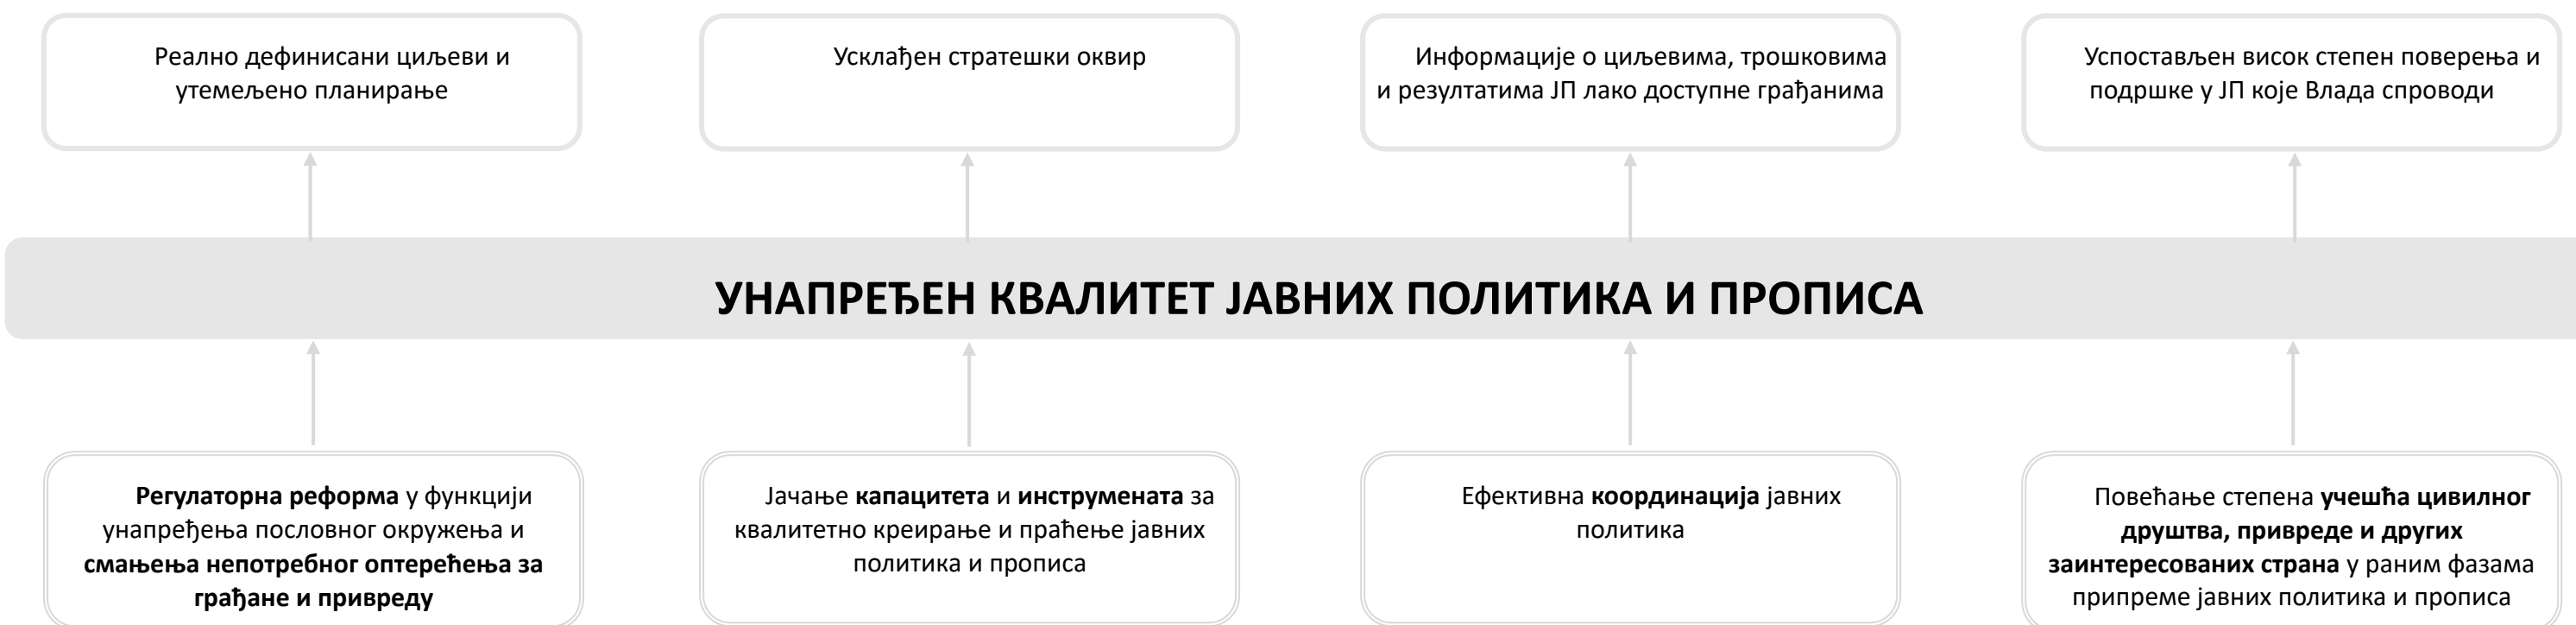 Реално дефинисани циљеви и
утемељено планирање
Усклађен стратешки оквир
Информације о циљевима, трошковима
и резултатима ЈП лако доступне грађанима
Успостављен висок степен поверења и
подршке у ЈП које Влада спроводи
УНАПРЕЂЕН КВАЛИТЕТ ЈАВНИХ ПОЛИТИКА И ПРОПИСА
Регулаторна реформа у функцији
унапређења пословног окружења и
смањења непотребног оптерећења за
грађане и привреду
Јачање капацитета и инструмената за
квалитетно креирање и праћење јавних
политика и прописа
Ефективна координација јавних
политика
Повећање степена учешћа цивилног
друштва, привреде и других
заинтересованих страна у раним фазама
припреме јавних политика и прописа